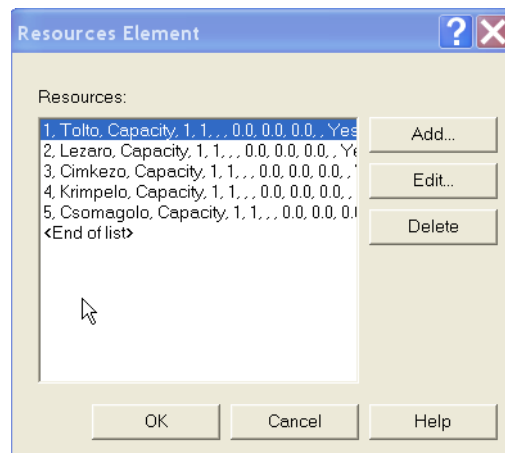 Resources Element
Resources:
1, Tolto, Capacity, 1, 1, , , 0.0, 0.0, 0.0, , Yes
2, Lezaro, Capacity, 1, 1, , , 0.0, 0.0, 0.0, , Ye
3, Cimkezo, Capacity, 1, 1, , , 0.0, 0.0, 0.0, ,
4, Krimpelo, Capacity, 1, 1, , , 0.0, 0.0, 0.0, ,
5, Csomagolo, Capacity, 1, 1, , , 0.0, 0.0, 0.
<End of list>
Add...
Edit...
Delete
OK Cancel Help